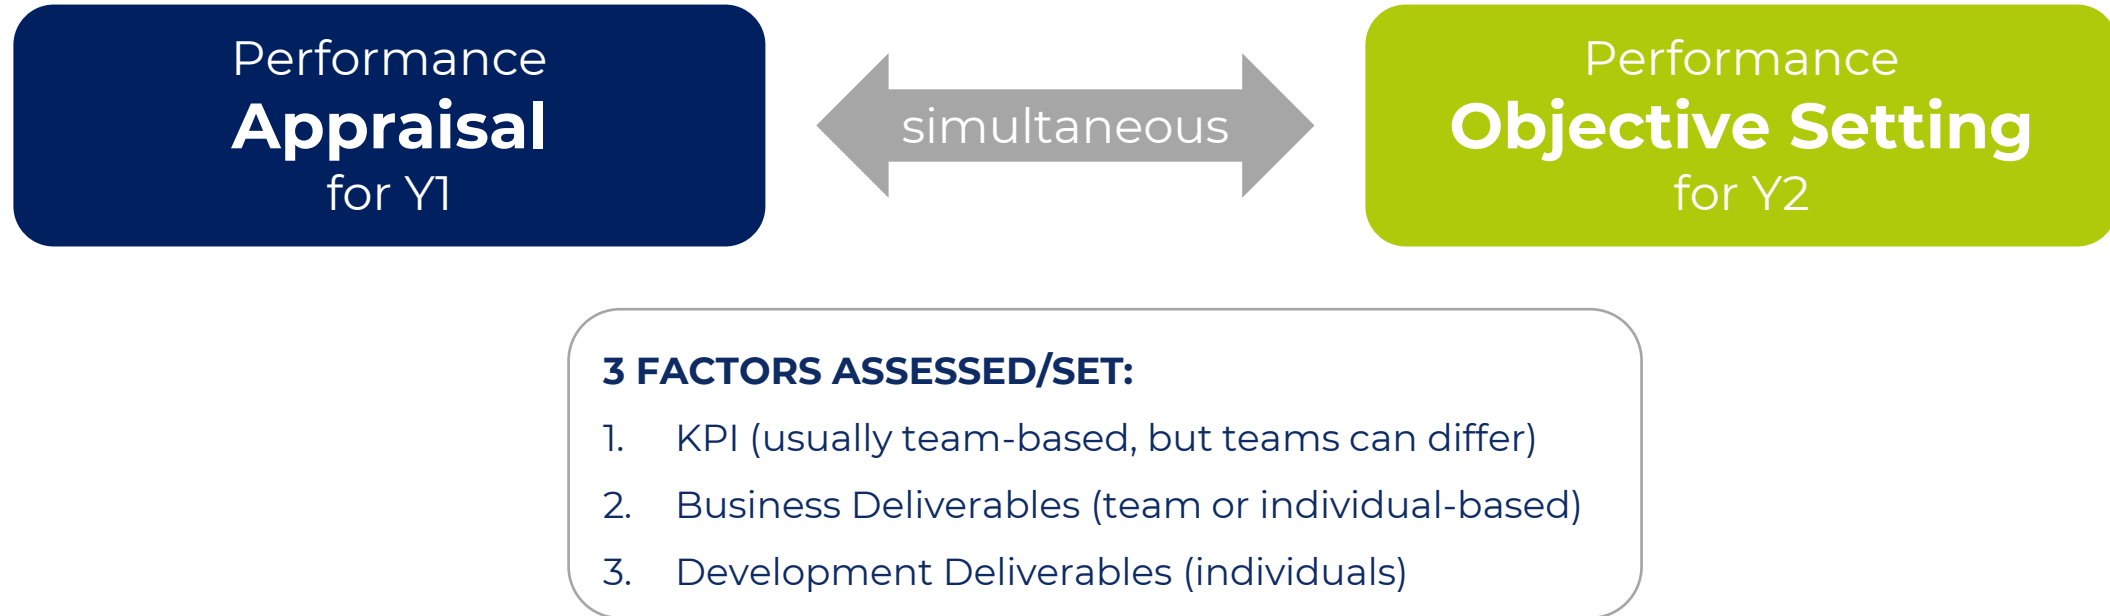 Performance
Appraisal
for Y1
simultaneous
Performance
Objective Setting
for Y2
3 FACTORS ASSESSED/SET:
1. KPI (usually team-based, but teams can differ)
2. Business Deliverables (team or individual-based)
3. Development Deliverables (individuals)